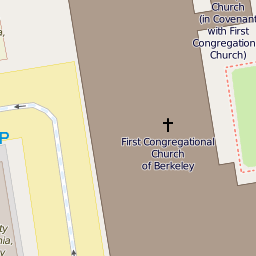 Church
(in Covenant
with First
Congregational
Church)
First Congregational
Church
of Berkeley
P